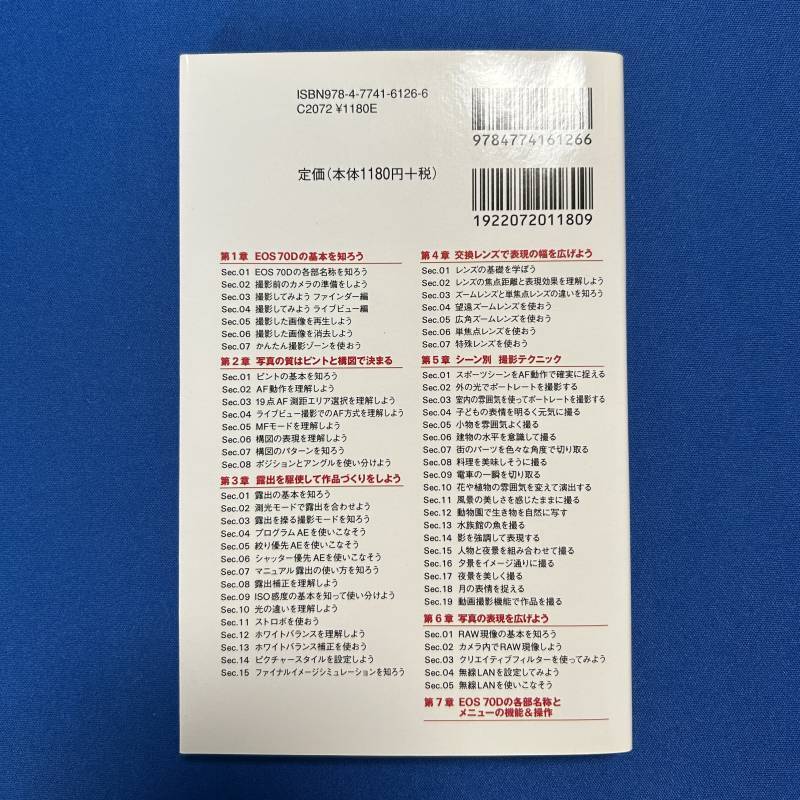 ISBN978-4-7741-6126-6
C2072 ¥1180E
9784774161266
定価(本体1180円+税)
1922072011809
第1章 EOS 70Dの基本を知ろう
Sec.01 EOS 70Dの各部名称を知ろう
Sec.02 撮影前のカメラの準備をしよう
Sec.03 撮影してみよう ファインダー編
Sec.04 撮影してみよう ライブビュー編
Sec.05 撮影した画像を再生しよう
Sec.06 撮影した画像を消去しよう
Sec.07 かんたん撮影ゾーンを使おう
第2章 写真の質はピントと構図で決まる
Sec.01 ピントの基本を知ろう
Sec.02 AF動作を理解しよう
Sec.03 19点AF測距エリア選択を理解しよう
Sec.04 ライブビュー撮影でのAF方式を理解しよう
Sec.05 MFモードを理解しよう
Sec.06 構図の表現を理解しよう
Sec.07 構図のパターンを知ろう
Sec.08 ポジションとアングルを使い分けよう
第3章 露出を駆使して作品づくりをしよう
Sec.01 露出の基本を知ろう
Sec.02 測光モードで露出を合わせよう
Sec.03 露出を操る撮影モードを知ろう
Sec.04 プログラムAEを使いこなそう
Sec.05 絞り優先AEを使いこなそう
Sec.06 シャッター優先AEを使いこなそう
Sec.07 マニュアル露出の使い方を知ろう
Sec.08 露出補正を理解しよう
Sec.09 ISO感度の基本を知って使い分けよう
Sec.10 光の違いを理解しよう
Sec.11 ストロボを使おう
Sec.12 ホワイトバランスを理解しよう
Sec.13 ホワイトバランス補正を使おう
Sec.14 ピクチャースタイルを設定しよう
Sec.15 ファイナルイメージシミュレーションを知ろう
第4章 交換レンズで表現の幅を広げよう
Sec.01 レンズの基礎を学ぼう
Sec.02 レンズの焦点距離と表現効果を理解しよう
Sec.03 ズームレンズと単焦点レンズの違いを知ろう
Sec.04 望遠ズームレンズを使おう
Sec.05 広角ズームレンズを使おう
Sec.06 単焦点レンズを使おう
Sec.07 特殊レンズを使おう
第5章 シーン別 撮影テクニック
Sec.01 スポーツシーンをAF動作で確実に捉える
Sec.02 外の光でポートレートを撮影する
Sec.03 室内の雰囲気を使ってポートレートを撮影する
Sec.04 子どもの表情を明るく元気に撮る
Sec.05 小物を雰囲気よく撮る
Sec.06 建物の水平を意識して撮る
Sec.07 街のパーツを色々な角度で切り取る
Sec.08 料理を美味しそうに撮る
Sec.09 電車の一瞬を切り取る
Sec.10 花や植物の雰囲気を変えて演出する
Sec.11 風景の美しさを感じたままに撮る
Sec.12 動物園で生き物を自然に写す
Sec.13 水族館の魚を撮る
Sec.14 影を強調して表現する
Sec.15 人物と夜景を組み合わせて撮る
Sec.16 夕景をイメージ通りに撮る
Sec.17 夜景を美しく撮る
Sec.18 月の表情を捉える
Sec.19 動画撮影機能で作品を撮る
第6章 写真の表現を広げよう
Sec.01 RAW現像の基本を知ろう
Sec.02 カメラ内でRAW現像しよう
Sec.03 クリエイティブフィルターを使ってみよう
Sec.04 無線LANを設定してみよう
Sec.05 無線LANを使いこなそう
第7章 EOS 70Dの各部名称と
メニューの機能&操作